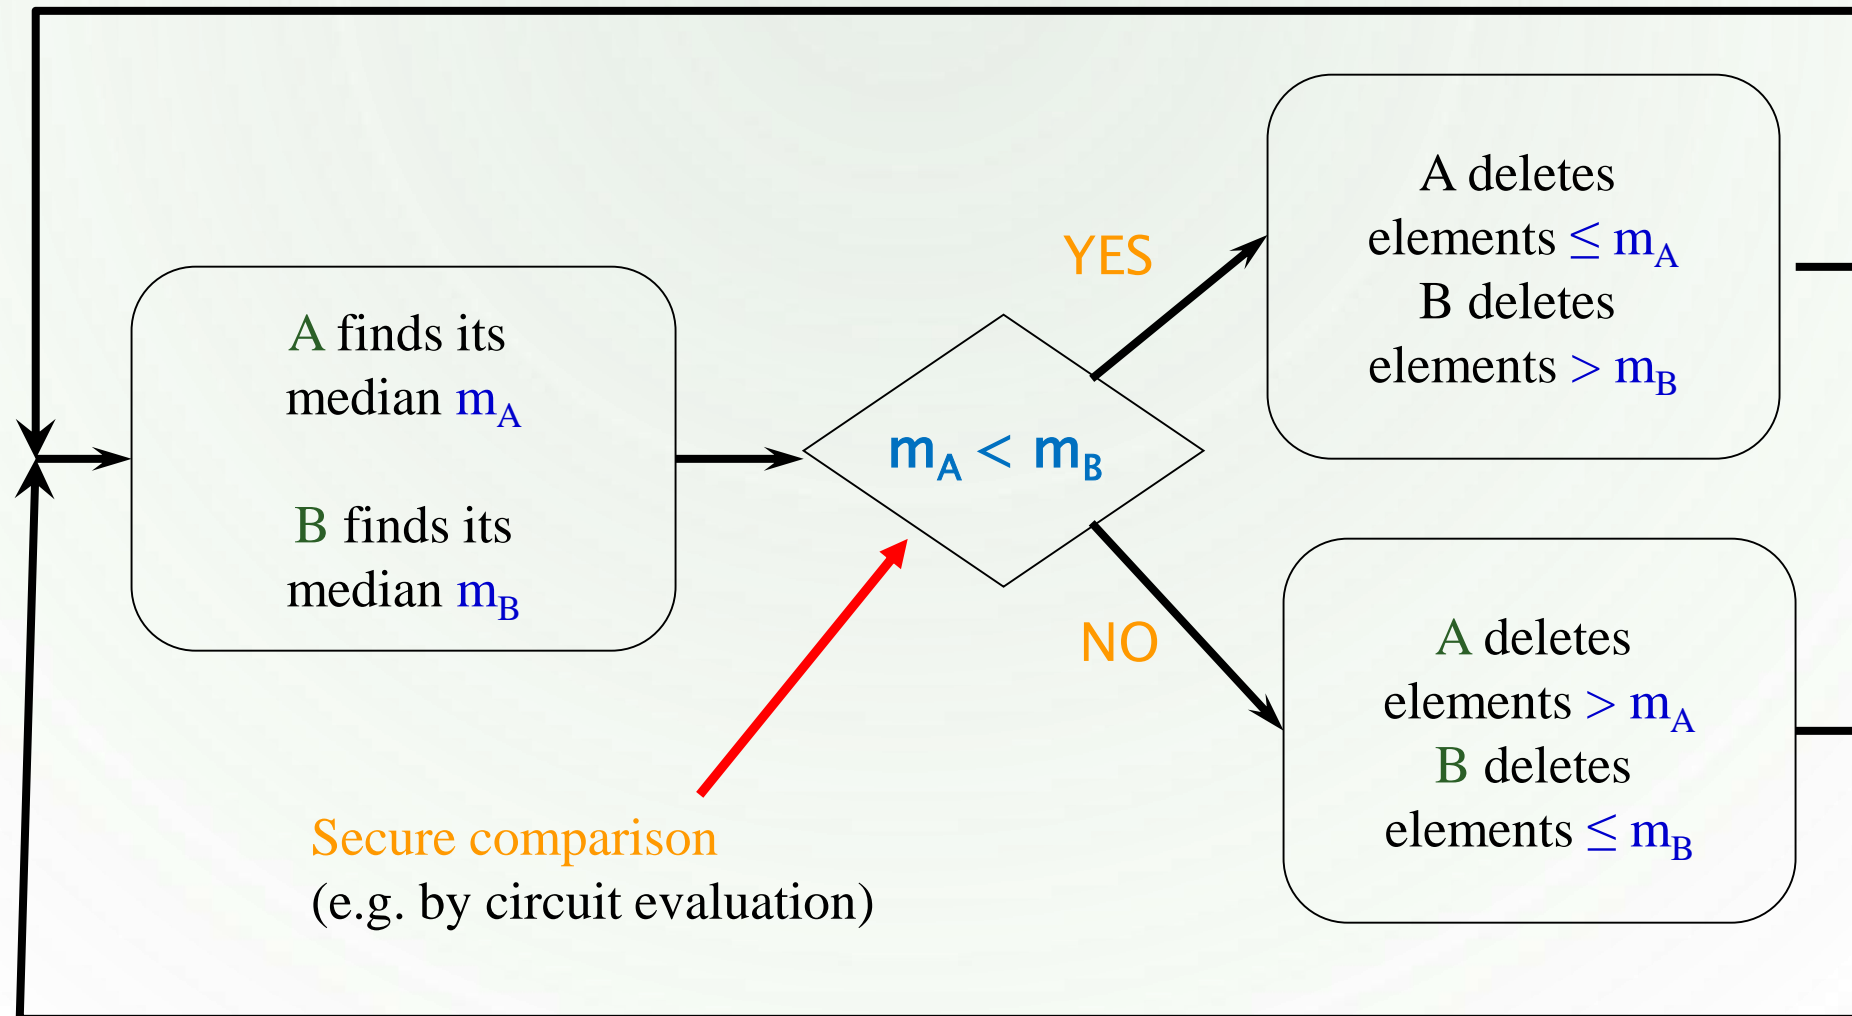 A finds its
median mA
B finds its
median mB
mA < mB
YES
A deletes
elements ≤ mA
B deletes
elements > mB
NO
A deletes
elements > mA
B deletes
elements ≤ mB
Secure comparison
(e.g. by circuit evaluation)